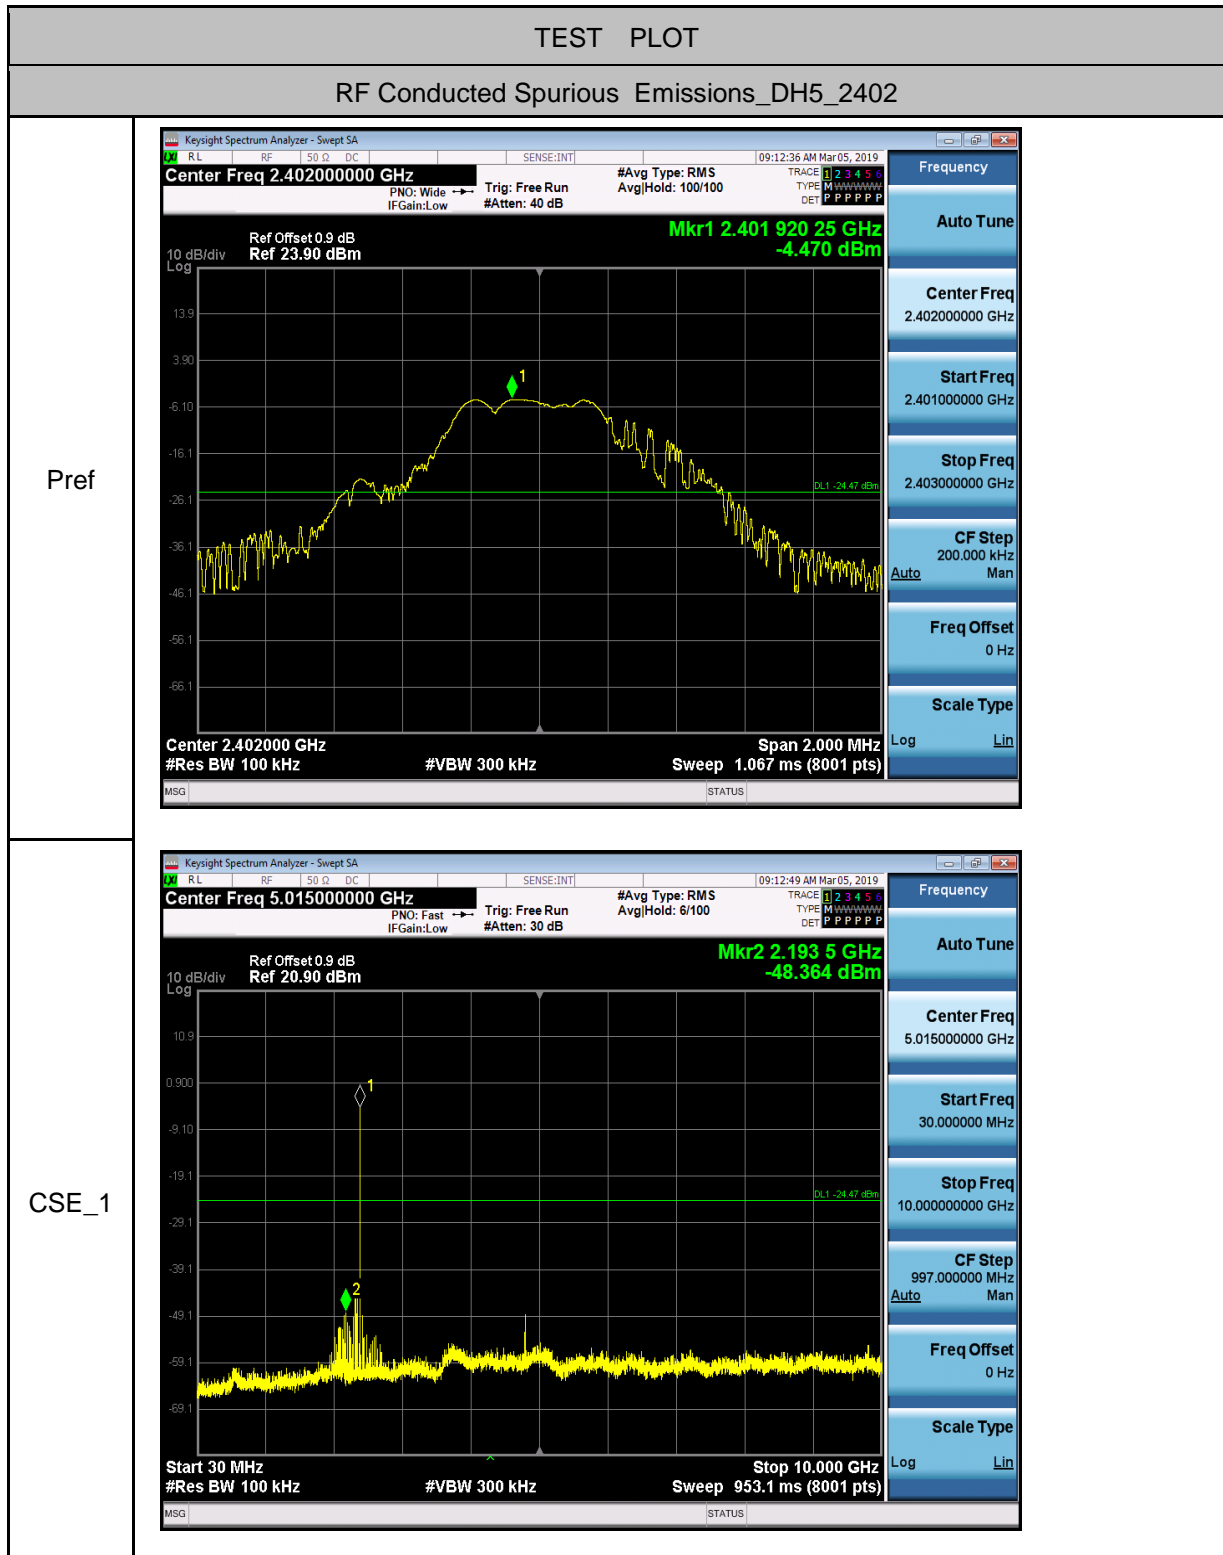 TEST PLOT
RF Conducted Spurious Emissions_DH5_2402
Pref
Keysight Spectrum Analyzer - Swept SA
LXI RL RF 50 Ω DC SENSE:INT 09:12:36 AM Mar 05, 2019
Center Freq 2.402000000 GHz
PNO: Wide
IFGain:Low
Trig: Free Run
#Atten: 40 dB
#Avg Type: RMS
Avg|Hold: 100/100
TRACE 1 2 3 4 5 6
TYPE M WWWWW
DET P P P P P P
Mkr1 2.401 920 25 GHz
-4.470 dBm
Ref Offset 0.9 dB
10 dB/div Ref 23.90 dBm
Log
13.9
3.90
-6.10
-16.1
-26.1
-36.1
-46.1
-56.1
-66.1
1
DL1 -24.47 dBm
Center 2.402000 GHz Span 2.000 MHz
#Res BW 100 kHz #VBW 300 kHz Sweep 1.067 ms (8001 pts)
MSG STATUS
Frequency
Auto Tune
Center Freq
2.402000000 GHz
Start Freq
2.401000000 GHz
Stop Freq
2.403000000 GHz
CF Step
200.000 kHz
Auto Man
Freq Offset
0 Hz
Scale Type
Log Lin
CSE_1
Keysight Spectrum Analyzer - Swept SA
LXI RL RF 50 Ω DC SENSE:INT 09:12:49 AM Mar 05, 2019
Center Freq 5.015000000 GHz
PNO: Fast
IFGain:Low
Trig: Free Run
#Atten: 30 dB
#Avg Type: RMS
Avg|Hold: 6/100
TRACE 1 2 3 4 5 6
TYPE M WWWWW
DET P P P P P P
Mkr2 2.193 5 GHz
-48.364 dBm
Ref Offset 0.9 dB
10 dB/div Ref 20.90 dBm
Log
10.9
0.900
-9.10
-19.1
-29.1
-39.1
-49.1
-59.1
-69.1
1
2
DL1 -24.47 dBm
Start 30 MHz Stop 10.000 GHz
#Res BW 100 kHz #VBW 300 kHz Sweep 953.1 ms (8001 pts)
MSG STATUS
Frequency
Auto Tune
Center Freq
5.015000000 GHz
Start Freq
30.000000 MHz
Stop Freq
10.000000000 GHz
CF Step
997.000000 MHz
Auto Man
Freq Offset
0 Hz
Scale Type
Log Lin